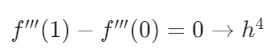 f′′′(1) − f′′′(0) = 0 → h⁴